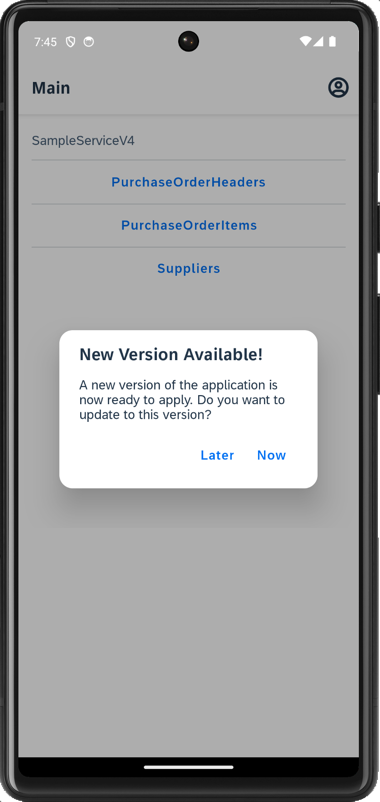 7:45
Main
SampleServiceV4
PurchaseOrderHeaders
PurchaseOrderItems
Suppliers
New Version Available!
A new version of the application is
now ready to apply. Do you want to
update to this version?
Later Now